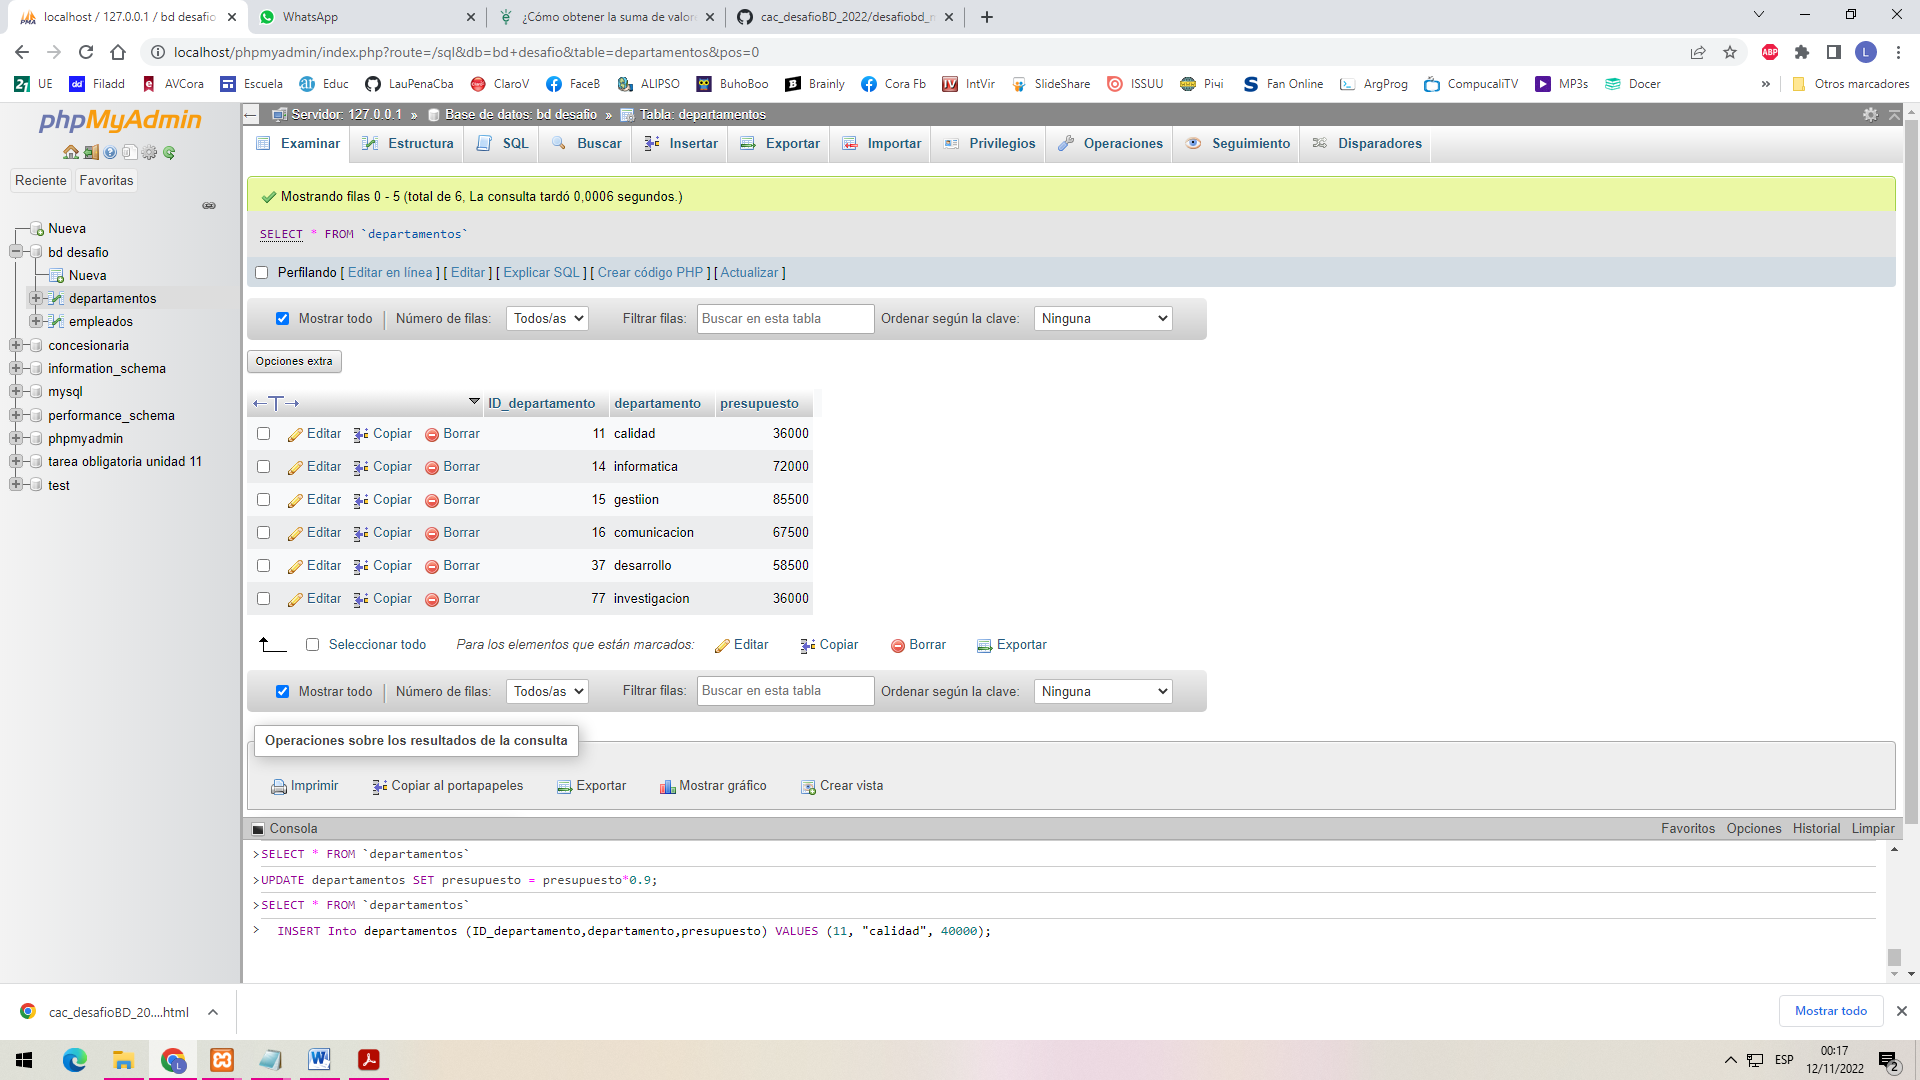 localhost / 127.0.0.1 / bd desafio
WhatsApp
¿Cómo obtener la suma de valor
cac_desafioBD_2022/desafiobd_n
localhost/phpmyadmin/index.php?route=/sql&db=bd+desafio&table=departamentos&pos=0
ABP
L
UE Filadd AVCora Escuela Educ LauPenaCba ClaroV FaceB ALIPSO BuhoBoo Brainly Cora Fb IntVir SlideShare ISSUU Piui Fan Online ArgProg CompucaliTV MP3s Docer » Otros marcadores
phpMyAdmin
Reciente Favoritas
Nueva
bd desafio
Nueva
departamentos
empleados
concesionaria
information_schema
mysql
performance_schema
phpmyadmin
tarea obligatoria unidad 11
test
Servidor: 127.0.0.1 » Base de datos: bd desafio » Tabla: departamentos
Examinar Estructura SQL Buscar Insertar Exportar Importar Privilegios Operaciones Seguimiento Disparadores
Mostrando filas 0 - 5 (total de 6, La consulta tardó 0,0006 segundos.)
SELECT * FROM `departamentos`
Perfilando [ Editar en línea ] [ Editar ] [ Explicar SQL ] [ Crear código PHP ] [ Actualizar ]
Mostrar todo Número de filas: Todos/as Filtrar filas: Buscar en esta tabla Ordenar según la clave: Ninguna
Opciones extra
ID_departamento departamento presupuesto
Editar Copiar Borrar 11 calidad 36000
Editar Copiar Borrar 14 informatica 72000
Editar Copiar Borrar 15 gestiion 85500
Editar Copiar Borrar 16 comunicacion 67500
Editar Copiar Borrar 37 desarrollo 58500
Editar Copiar Borrar 77 investigacion 36000
Seleccionar todo Para los elementos que están marcados: Editar Copiar Borrar Exportar
Mostrar todo Número de filas: Todos/as Filtrar filas: Buscar en esta tabla Ordenar según la clave: Ninguna
Operaciones sobre los resultados de la consulta
Imprimir Copiar al portapapeles Exportar Mostrar gráfico Crear vista
Consola Favoritos Opciones Historial Limpiar
>SELECT * FROM `departamentos`
>UPDATE departamentos SET presupuesto = presupuesto*0.9;
>SELECT * FROM `departamentos`
> INSERT Into departamentos (ID_departamento,departamento,presupuesto) VALUES (11, "calidad", 40000);
cac_desafioBD_20....html
Mostrar todo
ESP
00:17
12/11/2022
2